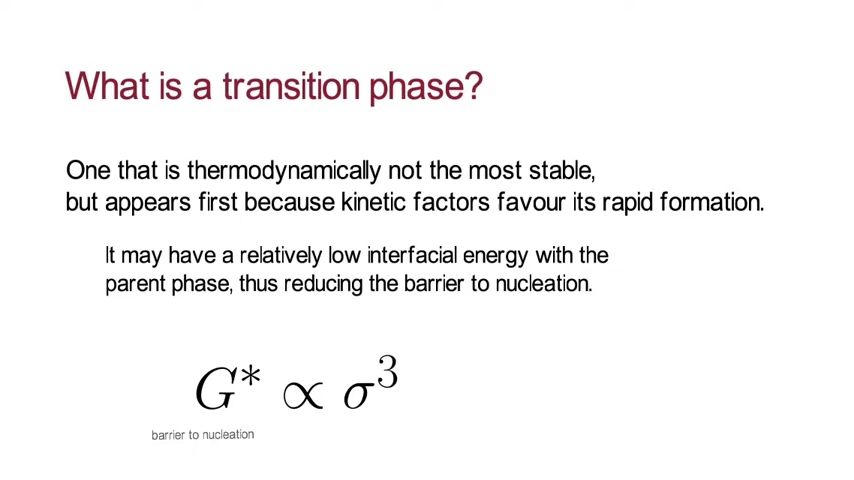 What is a transition phase?
One that is thermodynamically not the most stable,
but appears first because kinetic factors favour its rapid formation.
It may have a relatively low interfacial energy with the
parent phase, thus reducing the barrier to nucleation.
G* ∝ σ³
barrier to nucleation